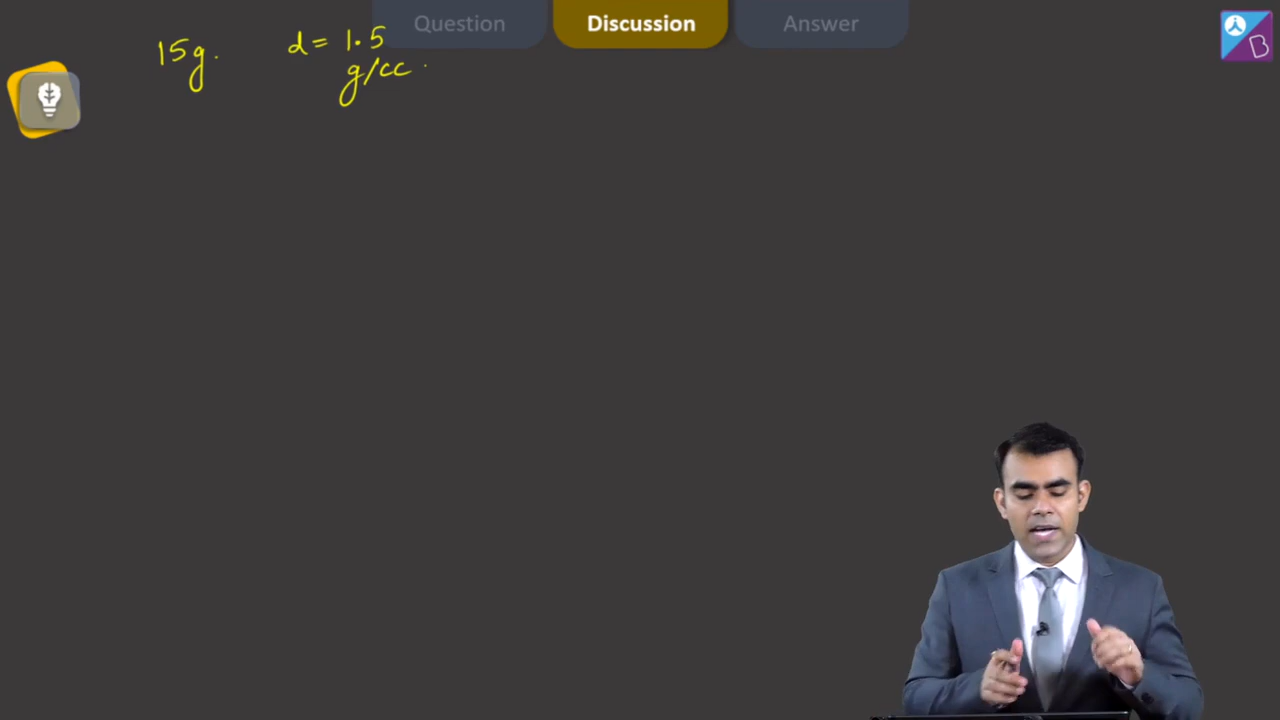 Question
Discussion
Answer
15g.
d = 1.5
g/cc.
B